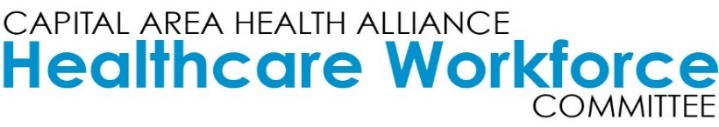 CAPITAL AREA HEALTH ALLIANCE
Healthcare Workforce
COMMITTEE